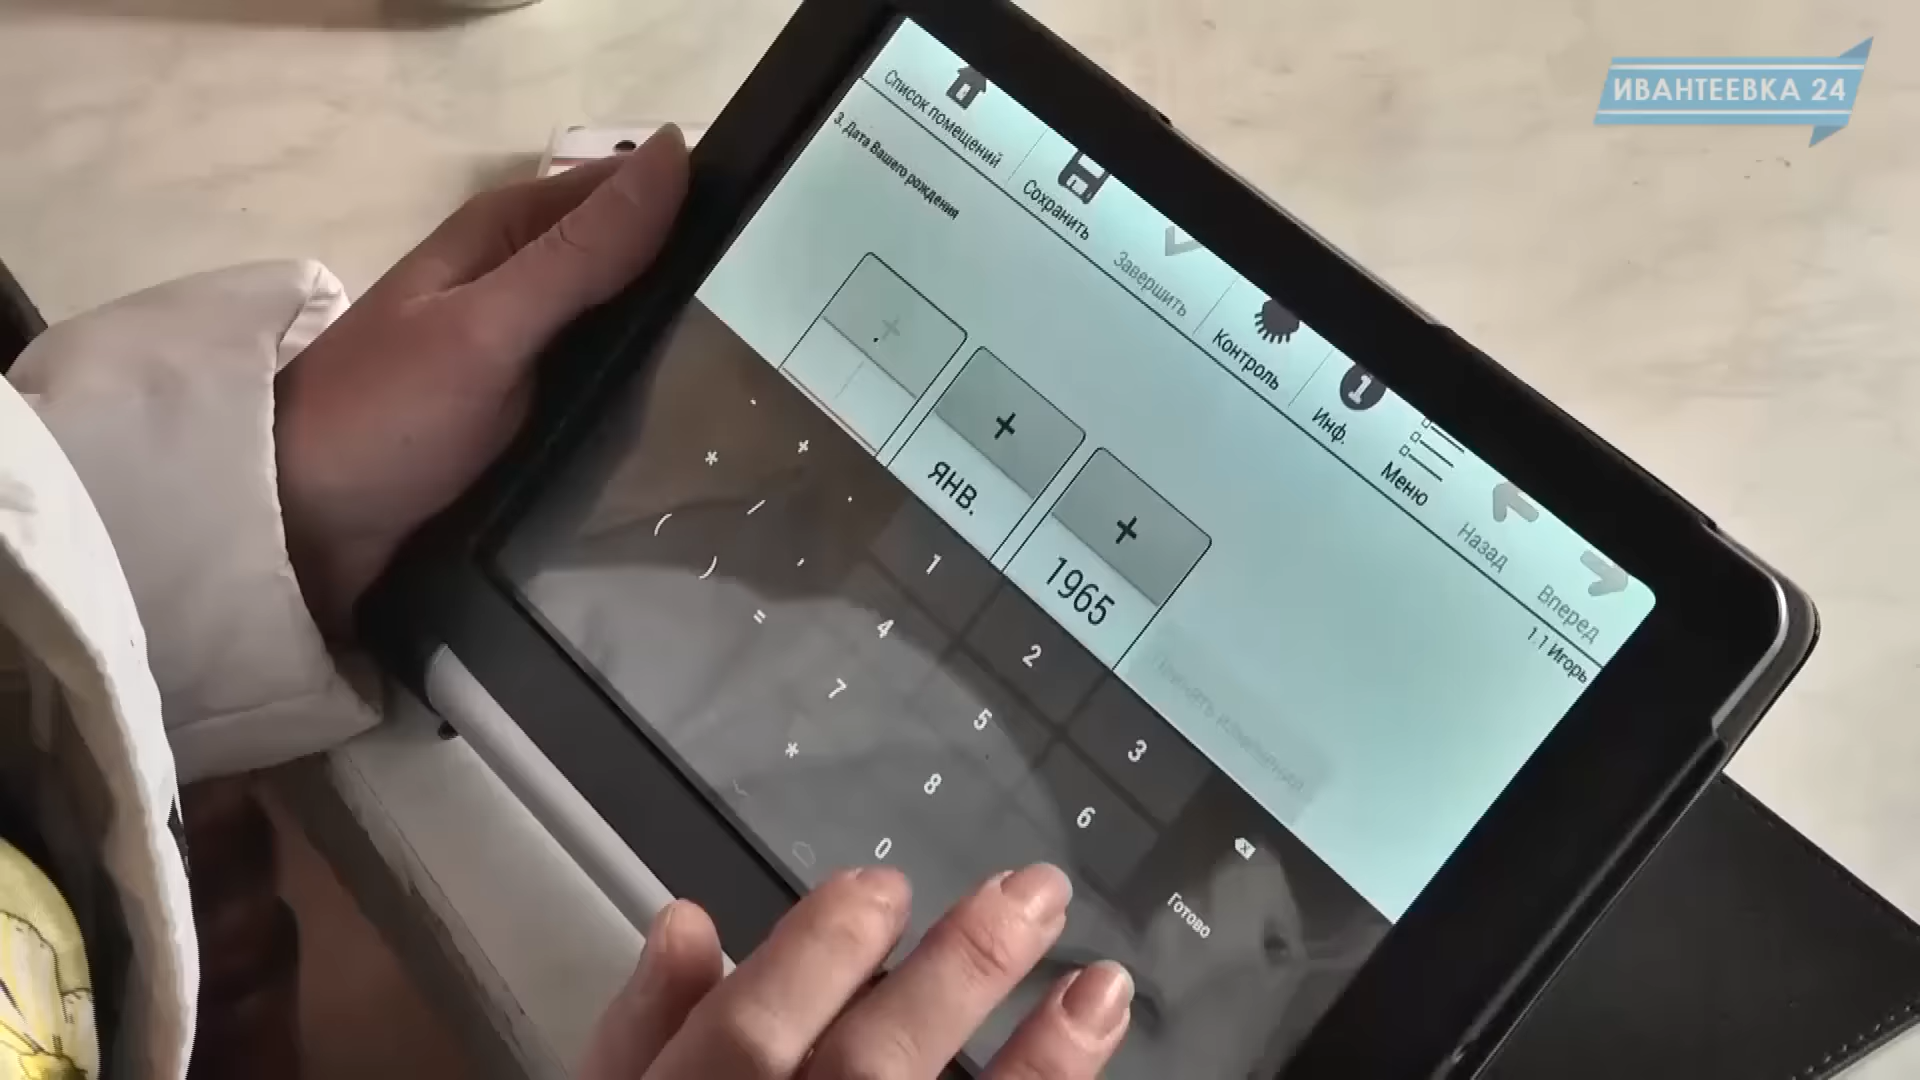 ИВАНТЕЕВКА 24
Список помещений
Сохранить
Завершить
Контроль
Инф.
Меню
Назад
Вперед
3. Дата Вашего рождения
1.1 Игорь
+
+
+
янв.
1965
1
2
3
4
5
6
7
8
*
0
Готово
* + . ( / ) , =